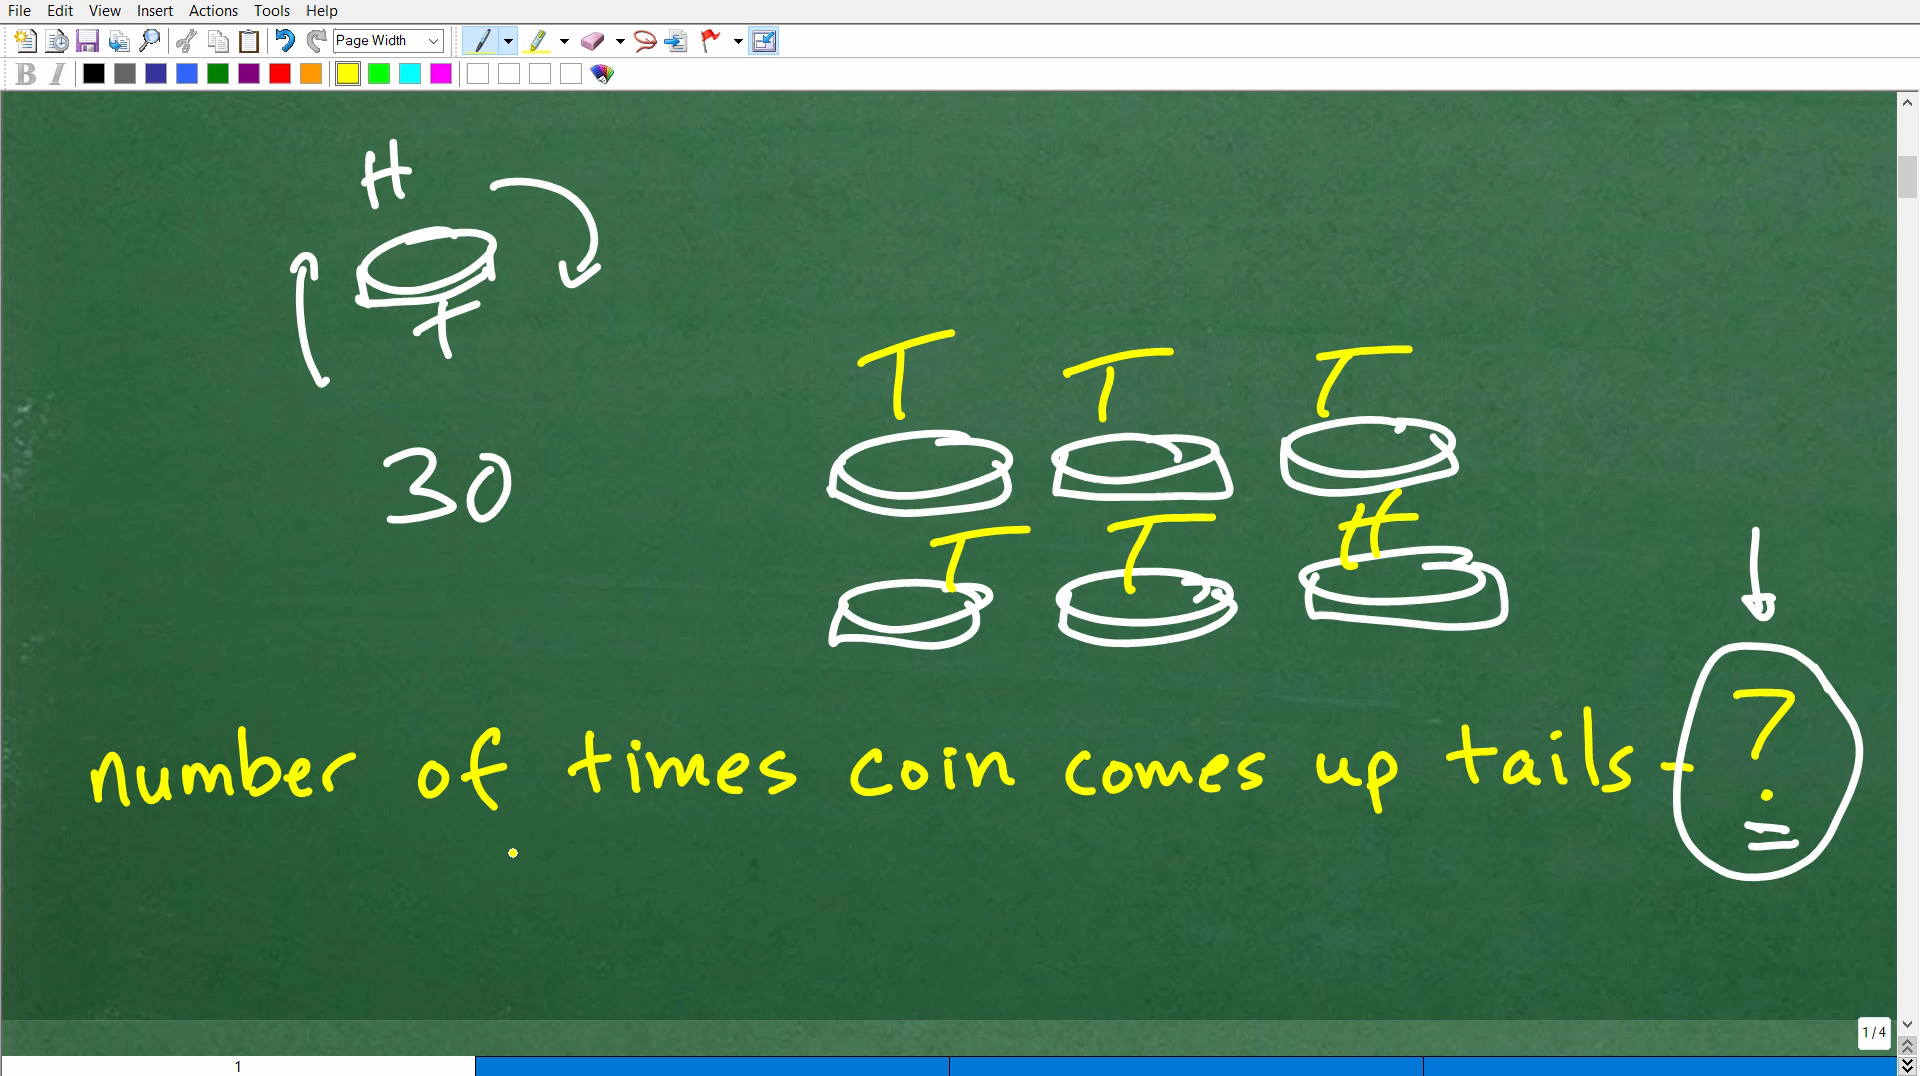 File Edit View Insert Actions Tools Help
Page Width
B I
H
T
30
T T T
T T H
number of times coin comes up tails - ?
1/4
1